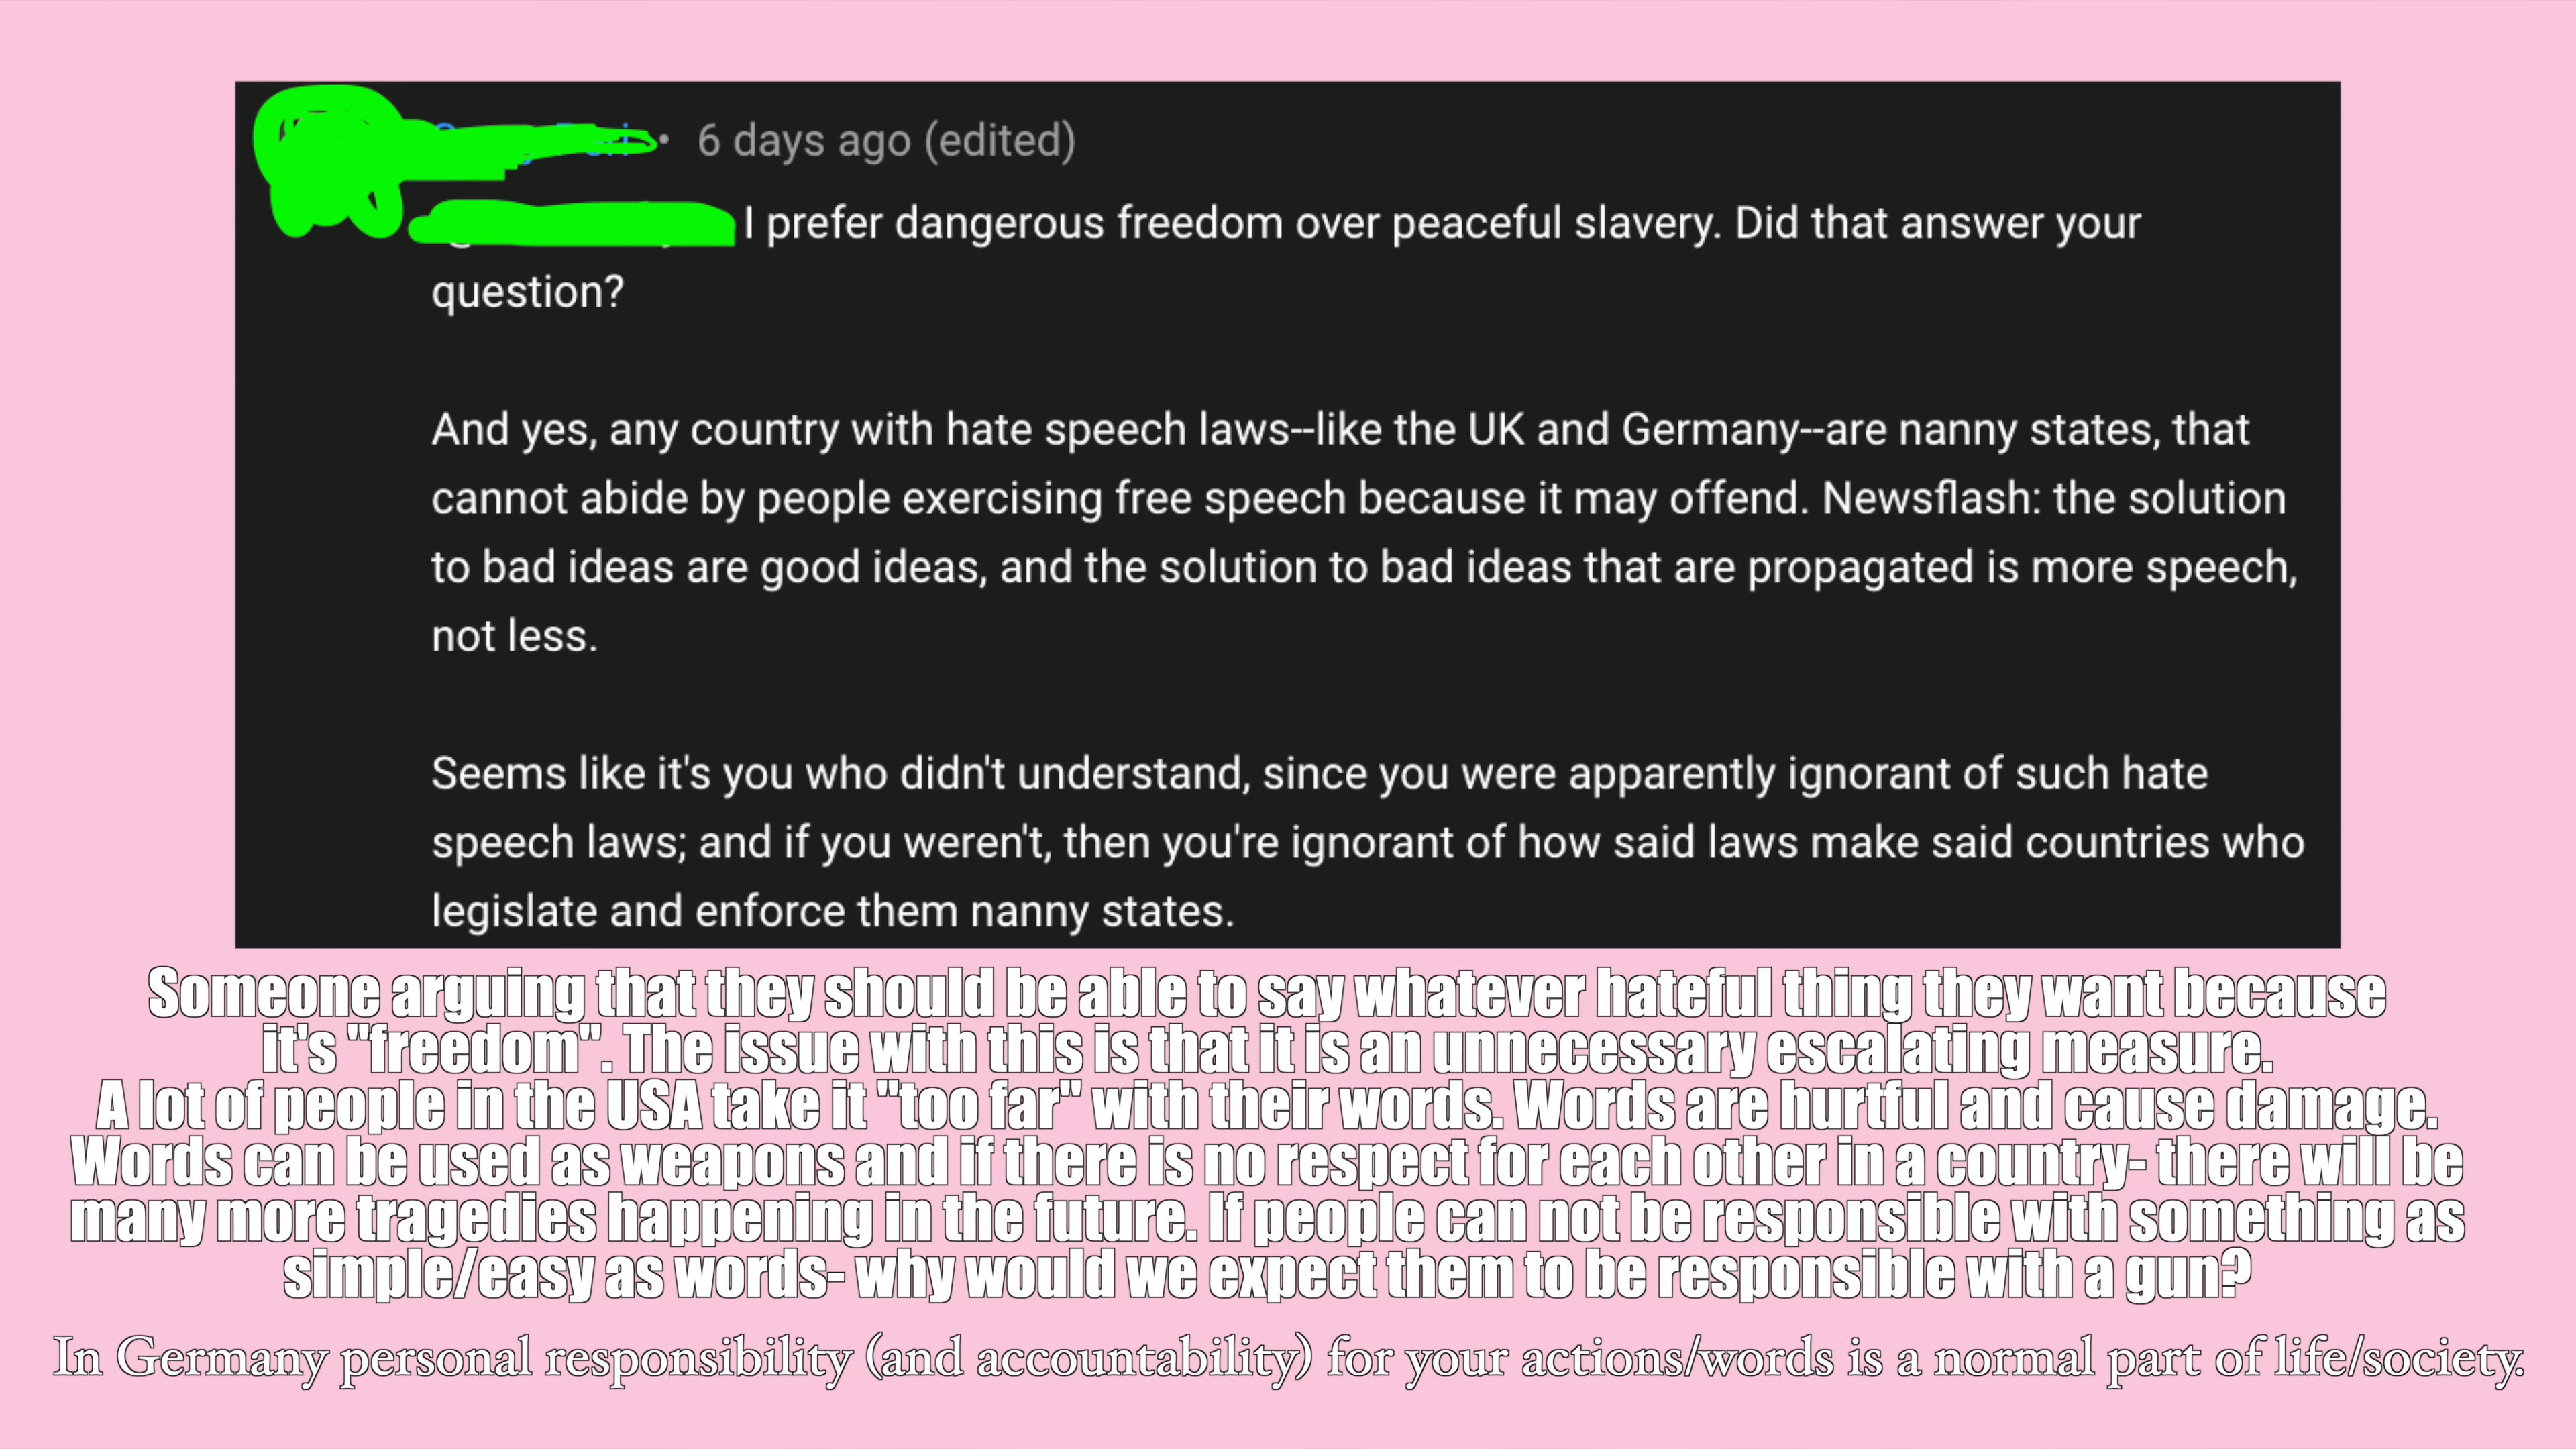 • 6 days ago (edited)
I prefer dangerous freedom over peaceful slavery. Did that answer your
question?
And yes, any country with hate speech laws--like the UK and Germany--are nanny states, that
cannot abide by people exercising free speech because it may offend. Newsflash: the solution
to bad ideas are good ideas, and the solution to bad ideas that are propagated is more speech,
not less.
Seems like it's you who didn't understand, since you were apparently ignorant of such hate
speech laws; and if you weren't, then you're ignorant of how said laws make said countries who
legislate and enforce them nanny states.
Someone arguing that they should be able to say whatever hateful thing they want because
it's "freedom". The issue with this is that it is an unnecessary escalating measure.
A lot of people in the USA take it "too far" with their words. Words are hurtful and cause damage.
Words can be used as weapons and if there is no respect for each other in a country- there will be
many more tragedies happening in the future. If people can not be responsible with something as
simple/easy as words- why would we expect them to be responsible with a gun?
In Germany personal responsibility (and accountability) for your actions/words is a normal part of life/society.